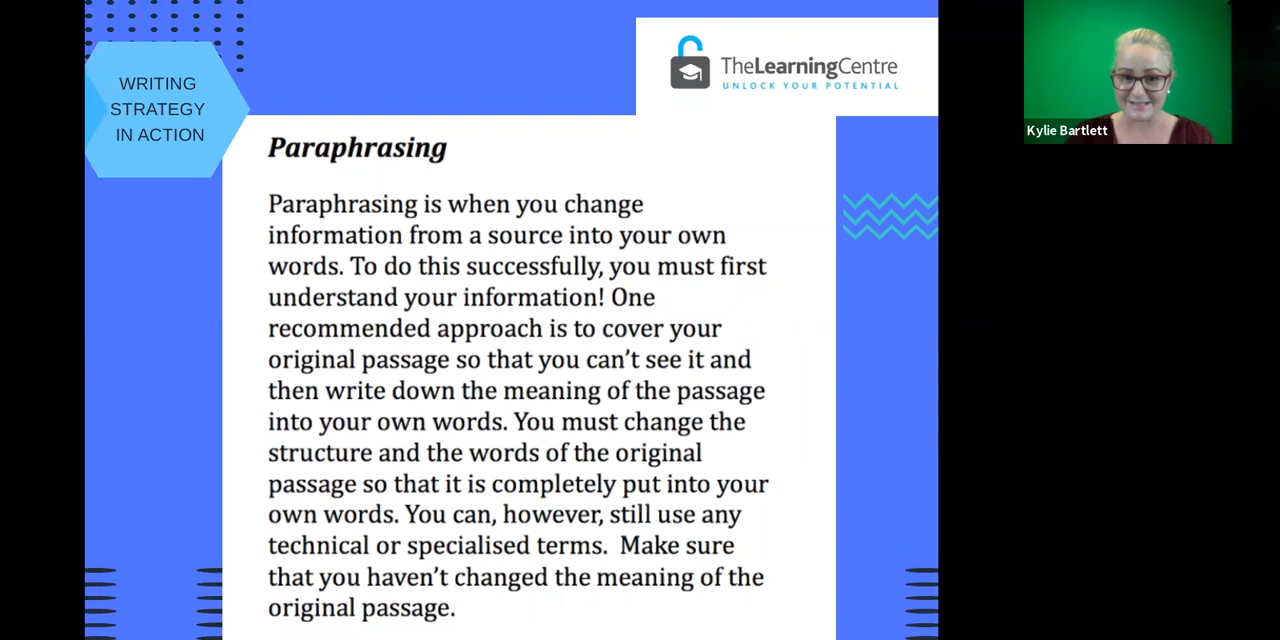 WRITING
STRATEGY
IN ACTION
TheLearningCentre
UNLOCK YOUR POTENTIAL
Kylie Bartlett
Paraphrasing
Paraphrasing is when you change
information from a source into your own
words. To do this successfully, you must first
understand your information! One
recommended approach is to cover your
original passage so that you can't see it and
then write down the meaning of the passage
into your own words. You must change the
structure and the words of the original
passage so that it is completely put into your
own words. You can, however, still use any
technical or specialised terms.  Make sure
that you haven't changed the meaning of the
original passage.